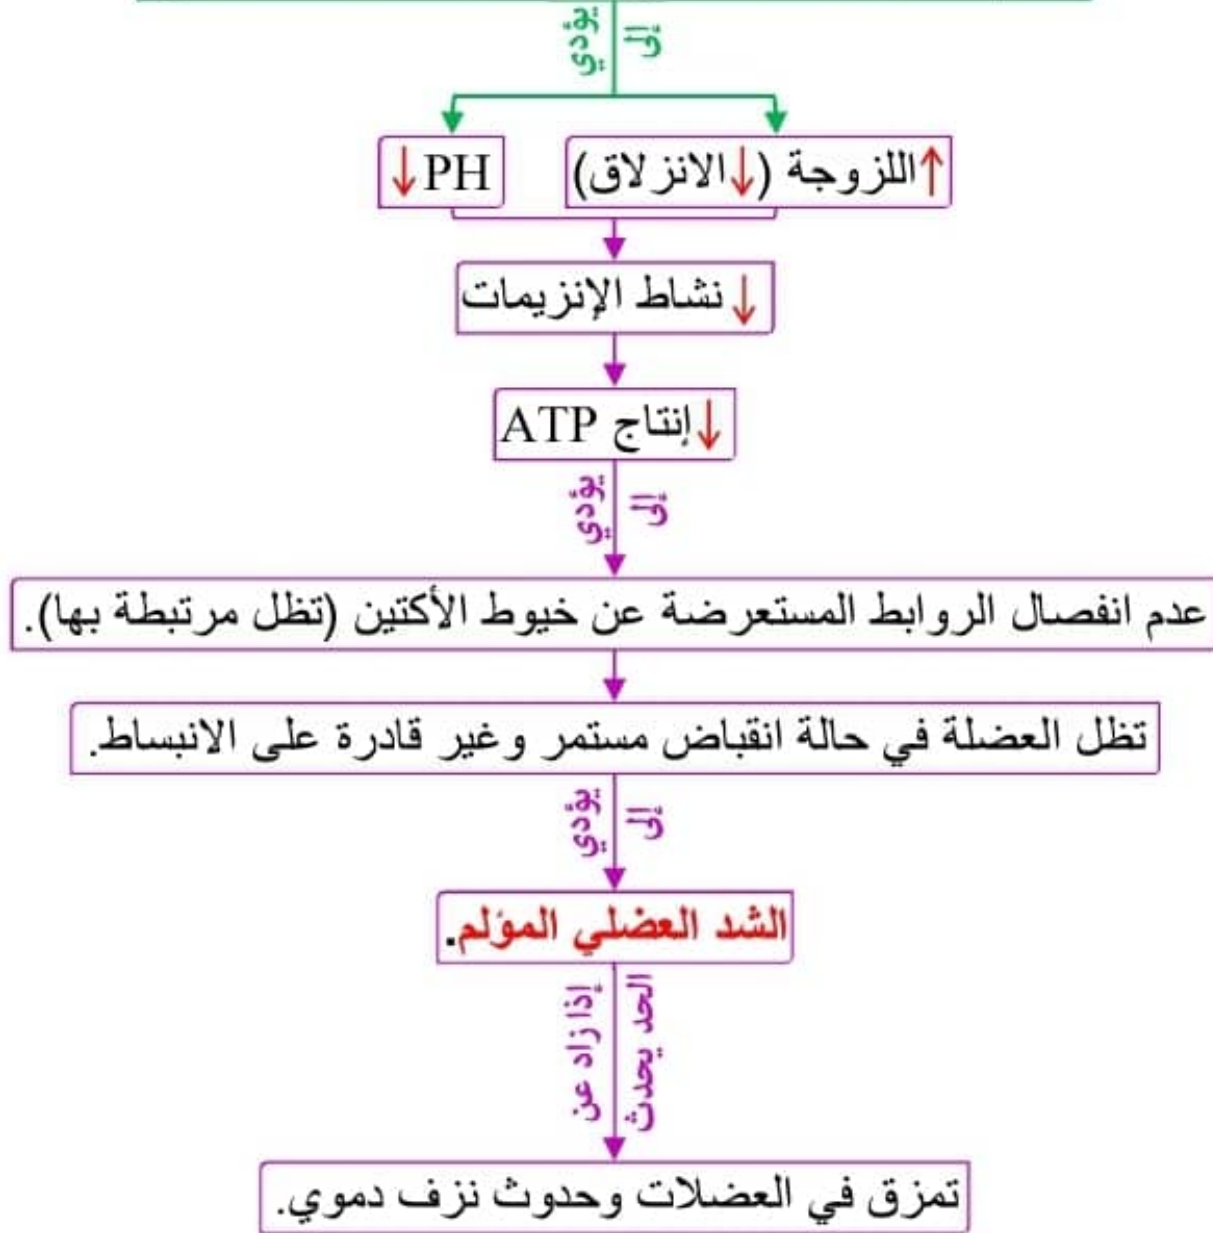 يؤدي إلى
↑اللزوجة (↓الانزلاق)
↓PH
↓نشاط الإنزيمات
↓إنتاج ATP
يؤدي إلى
عدم انفصال الروابط المستعرضة عن خيوط الأكتين (تظل مرتبطة بها).
تظل العضلة في حالة انقباض مستمر وغير قادرة على الانبساط.
يؤدي إلى
الشد العضلي المؤلم.
إذا زاد عن
الحد يحدث
تمزق في العضلات وحدوث نزف دموي.